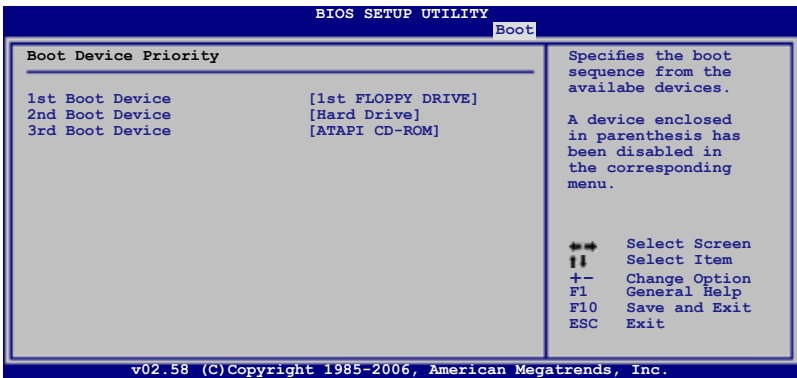 BIOS SETUP UTILITY
Boot
Boot Device Priority
1st Boot Device [1st FLOPPY DRIVE]
2nd Boot Device [Hard Drive]
3rd Boot Device [ATAPI CD-ROM]
Specifies the boot
sequence from the
availabe devices.
A device enclosed
in parenthesis has
been disabled in
the corresponding
menu.
←→ Select Screen
↑↓ Select Item
+- Change Option
F1 General Help
F10 Save and Exit
ESC Exit
v02.58 (C)Copyright 1985-2006, American Megatrends, Inc.